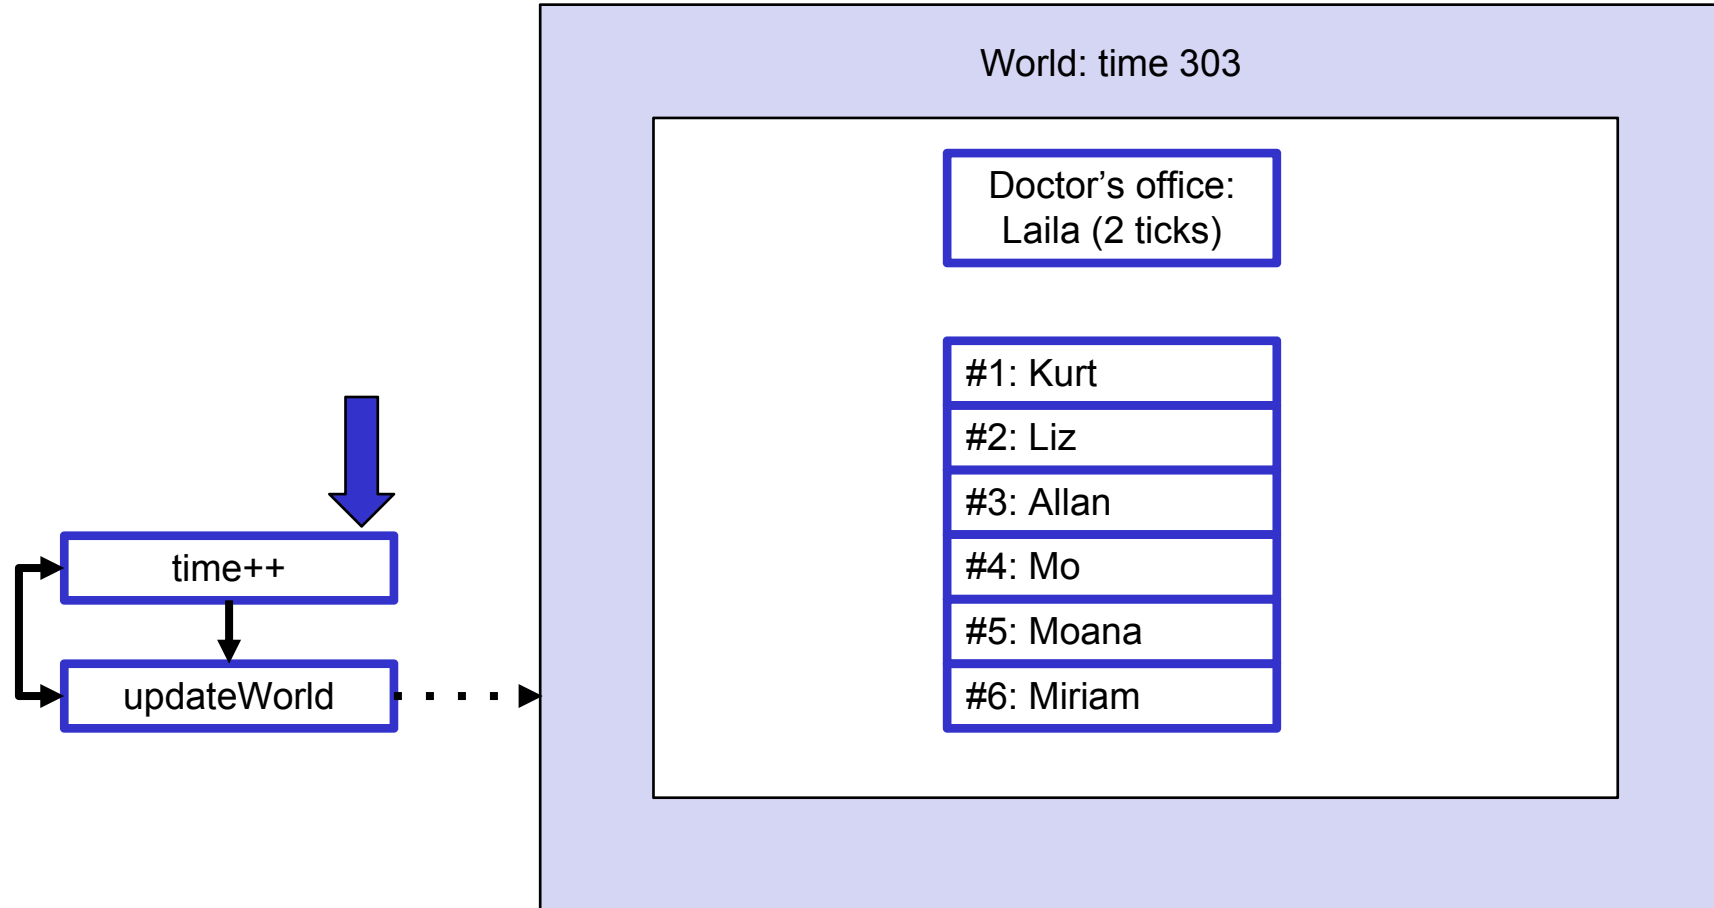 World: time 303
Doctor’s office:
Laila (2 ticks)
#1: Kurt
#2: Liz
#3: Allan
#4: Mo
#5: Moana
#6: Miriam
time++
updateWorld